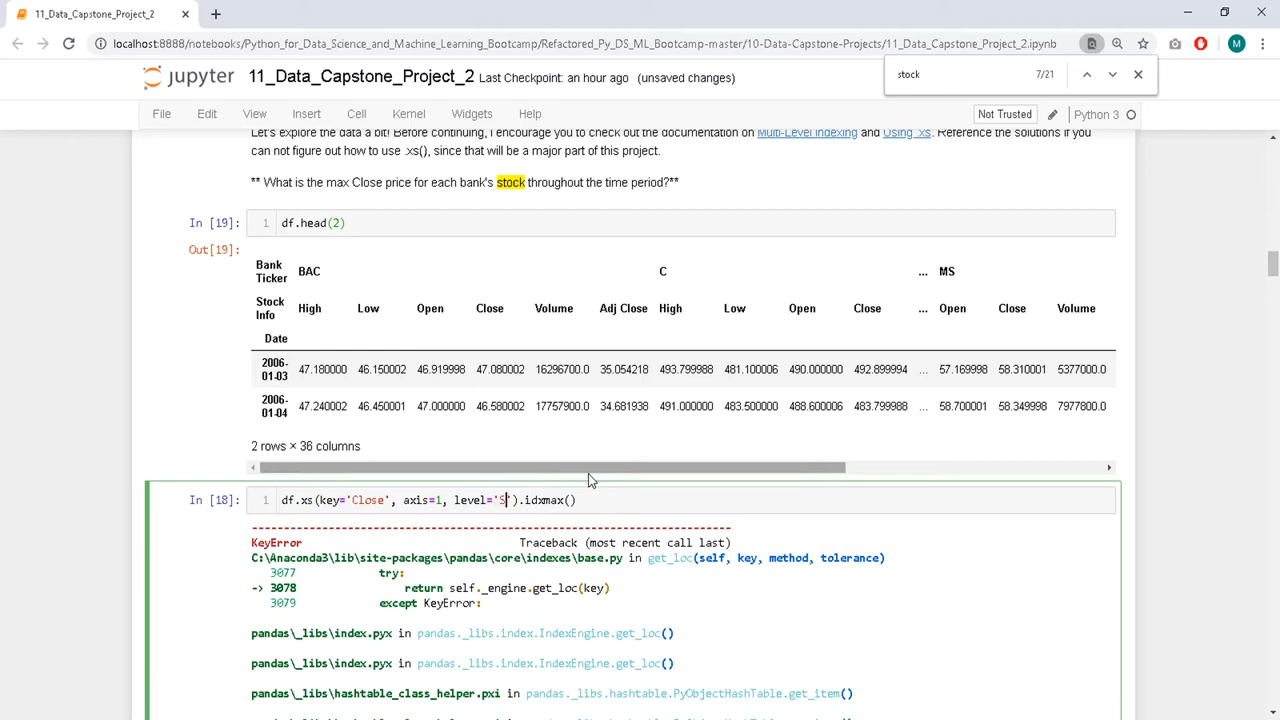 11_Data_Capstone_Project_2
localhost:8888/notebooks/Python_for_Data_Science_and_Machine_Learning_Bootcamp/Refactored_Py_DS_ML_Bootcamp-master/10-Data-Capstone-Projects/11_Data_Capstone_Project_2.ipynb
M
stock 7/21
jupyter 11_Data_Capstone_Project_2 Last Checkpoint: an hour ago (unsaved changes)
File Edit View Insert Cell Kernel Widgets Help Not Trusted Python 3
Let's explore the data a bit! Before continuing, I encourage you to check out the documentation on Multi-Level Indexing and Using .xs. Reference the solutions if you
can not figure out how to use .xs(), since that will be a major part of this project.
** What is the max Close price for each bank's stock throughout the time period?**
In [19]: 1 df.head(2)
Out[19]:
Bank Ticker BAC C ... MS
Stock Info High Low Open Close Volume Adj Close High Low Open Close ... Open Close Volume
Date
2006-01-03 47.180000 46.150002 46.919998 47.080002 16296700.0 35.054218 493.799988 481.100006 490.000000 492.899994 ... 57.169998 58.310001 5377000.0
2006-01-04 47.240002 46.450001 47.000000 46.580002 17757900.0 34.681938 491.000000 483.500000 488.600006 483.799988 ... 58.700001 58.349998 7977800.0
2 rows × 36 columns
In [18]: 1 df.xs(key='Close', axis=1, level='S').idxmax()
---------------------------------------------------------------------------
KeyError Traceback (most recent call last)
C:\Anaconda3\lib\site-packages\pandas\core\indexes\base.py in get_loc(self, key, method, tolerance)
3077 try:
-> 3078 return self._engine.get_loc(key)
3079 except KeyError:
pandas\_libs\index.pyx in pandas._libs.index.IndexEngine.get_loc()
pandas\_libs\index.pyx in pandas._libs.index.IndexEngine.get_loc()
pandas\_libs\hashtable_class_helper.pxi in pandas._libs.hashtable.PyObjectHashTable.get_item()